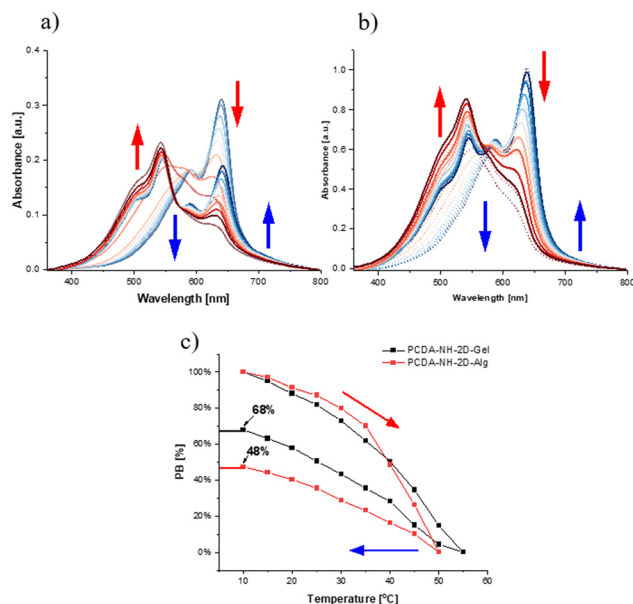 a)
b)
0.4
0.3
0.2
0.1
0.0
Absorbance [a.u.]
400 500 600 700 800
Wavelength [nm]
1.0
0.8
0.6
0.4
0.2
0.0
Absorbance [a.u.]
400 500 600 700 800
Wavelength [nm]
c)
PCDA-NH-2D-Gel
PCDA-NH-2D-Alg
100%
80%
60%
40%
20%
0%
PB [%]
68%
48%
10 20 30 40 50 60
Temperature [°C]